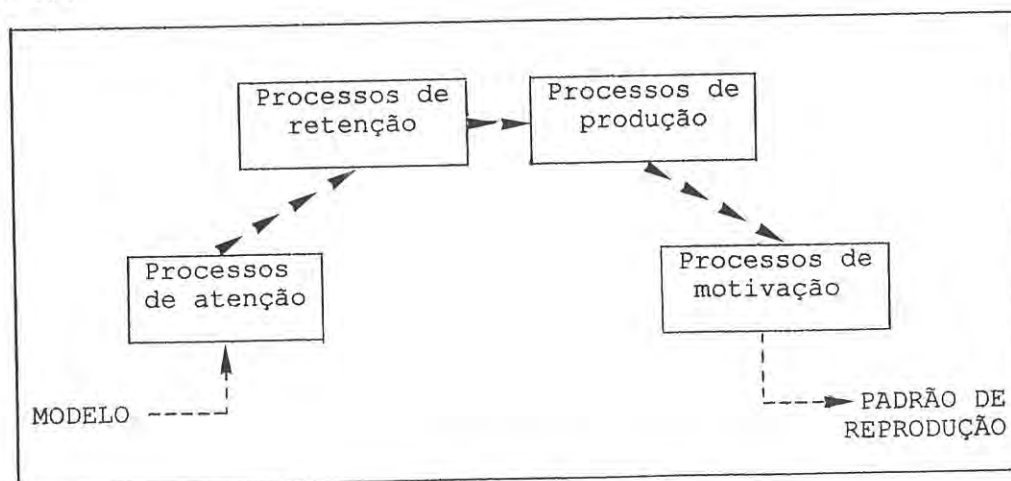 Processos de
retenção
Processos de
produção
Processos
de atenção
Processos de
motivação
MODELO
PADRÃO DE
REPRODUÇÃO